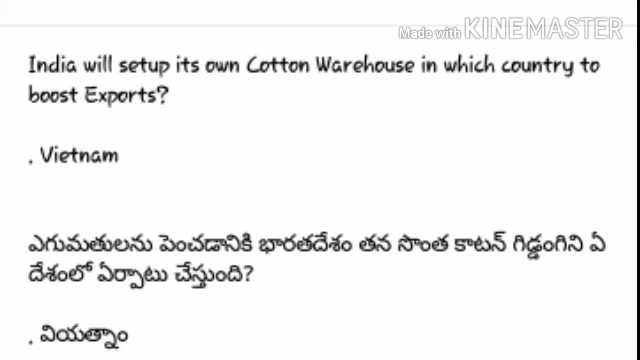 Made with KINEMASTER
India will setup its own Cotton Warehouse in which country to
boost Exports?
. Vietnam
ఎగుమతులను పెంచడానికి భారతదేశం తన సొంత కాటన్ గిడ్డంగిని ఏ
దేశంలో ఏర్పాటు చేస్తుంది?
. వియత్నాం